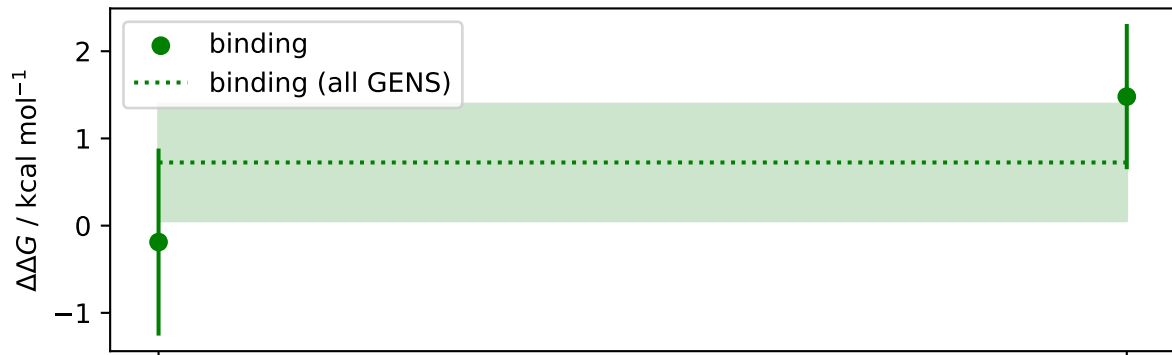 binding
binding (all GENS)
2
1
0
−1
ΔΔG / kcal mol⁻¹